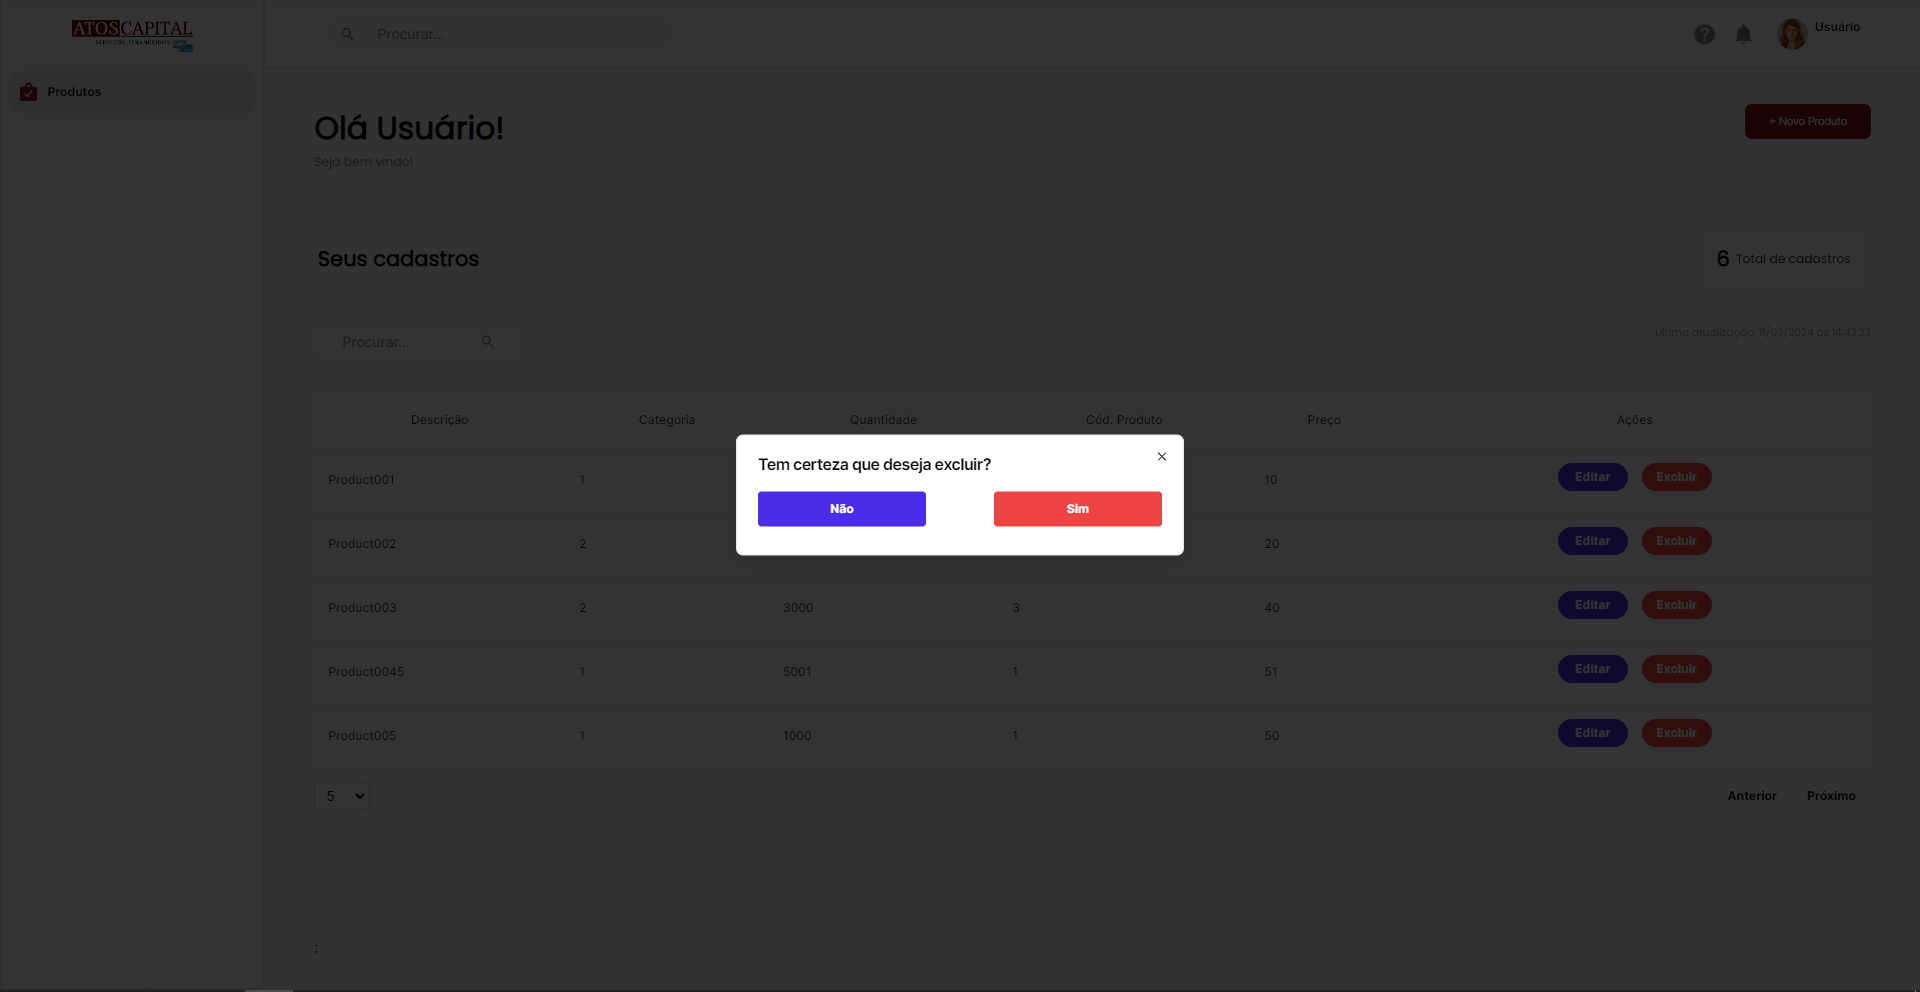 ATOSCAPITAL
SERVIÇOS FINANCEIROS
Procurar...
Usuário
Produtos
Olá Usuário!
Seja bem vindo!
+ Novo Produto
Seus cadastros
6 Total de cadastros
Procurar...
Última atualização: 11/03/2024 às 14:42:23
Descrição Categoria Quantidade Cód. Produto Preço Ações
Tem certeza que deseja excluir?
Não Sim
Product001 1 10 Editar Excluir
Product002 2 20 Editar Excluir
Product003 2 3000 3 40 Editar Excluir
Product0045 1 5001 1 51 Editar Excluir
Product005 1 1000 1 50 Editar Excluir
5 Anterior Próximo
;